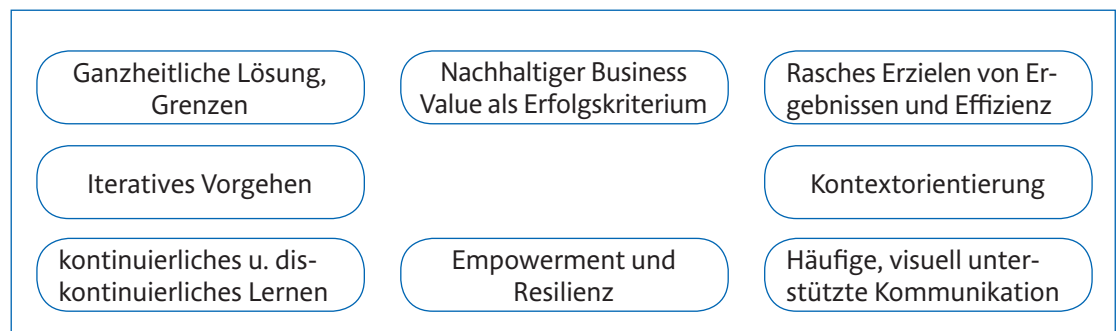 Ganzheitliche Lösung,
Grenzen
Nachhaltiger Business
Value als Erfolgskriterium
Rasches Erzielen von Er-
gebnissen und Effizienz
Iteratives Vorgehen
Kontextorientierung
kontinuierliches u. dis-
kontinuierliches Lernen
Empowerment und
Resilienz
Häufige, visuell unter-
stützte Kommunikation